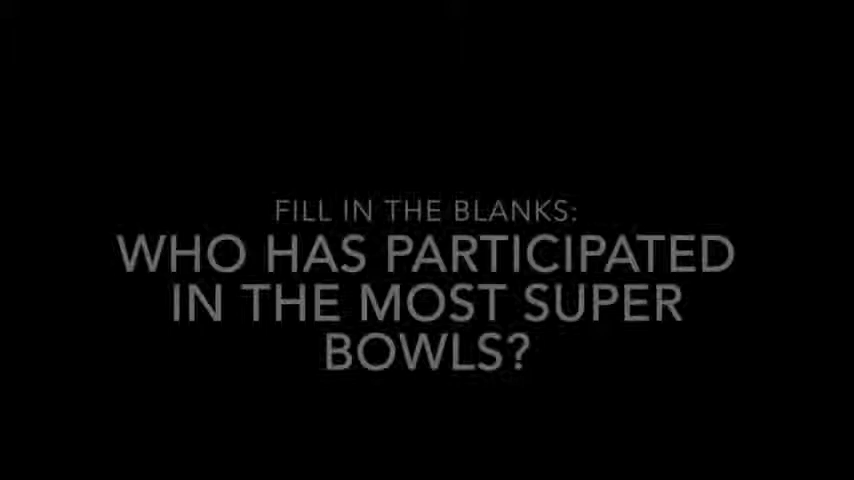 FILL IN THE BLANKS:
WHO HAS PARTICIPATED
IN THE MOST SUPER
BOWLS?